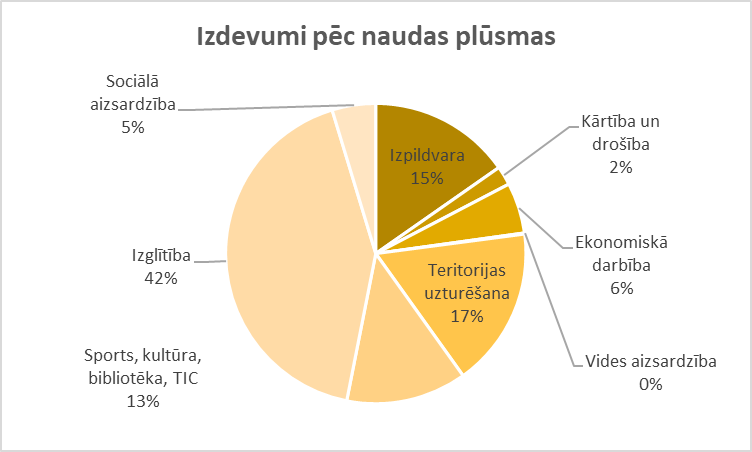 Izdevumi pēc naudas plūsmas
Sociālā
aizsardzība
5%
Izpildvara
15%
Kārtība un
drošība
2%
Ekonomiskā
darbība
6%
Izglītība
42%
Teritorijas
uzturēšana
17%
Sports, kultūra,
bibliotēka, TIC
13%
Vides aizsardzība
0%